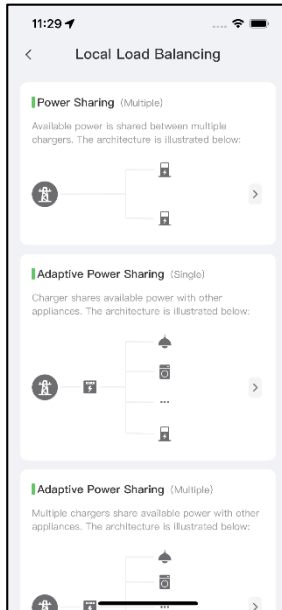 11:29
Local Load Balancing
Power Sharing (Multiple)
Available power is shared between multiple
chargers. The architecture is illustrated below:
Adaptive Power Sharing (Single)
Charger shares available power with other
appliances. The architecture is illustrated below:
...
Adaptive Power Sharing (Multiple)
Multiple chargers share available power with other
appliances. The architecture is illustrated below:
...